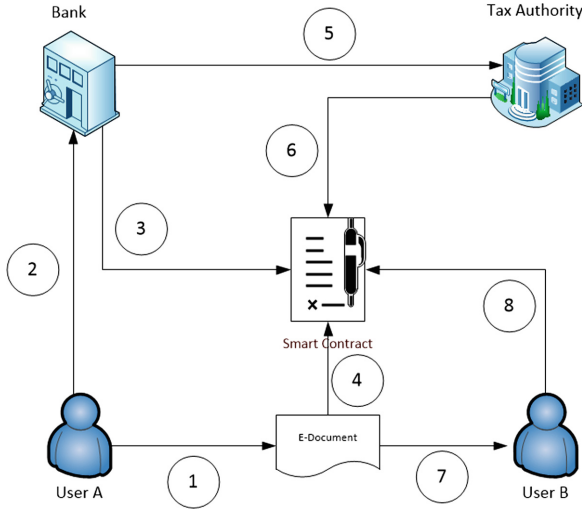 Bank
Tax Authority
5
6
3
2
8
Smart Contract
4
E-Document
1
7
User A
User B